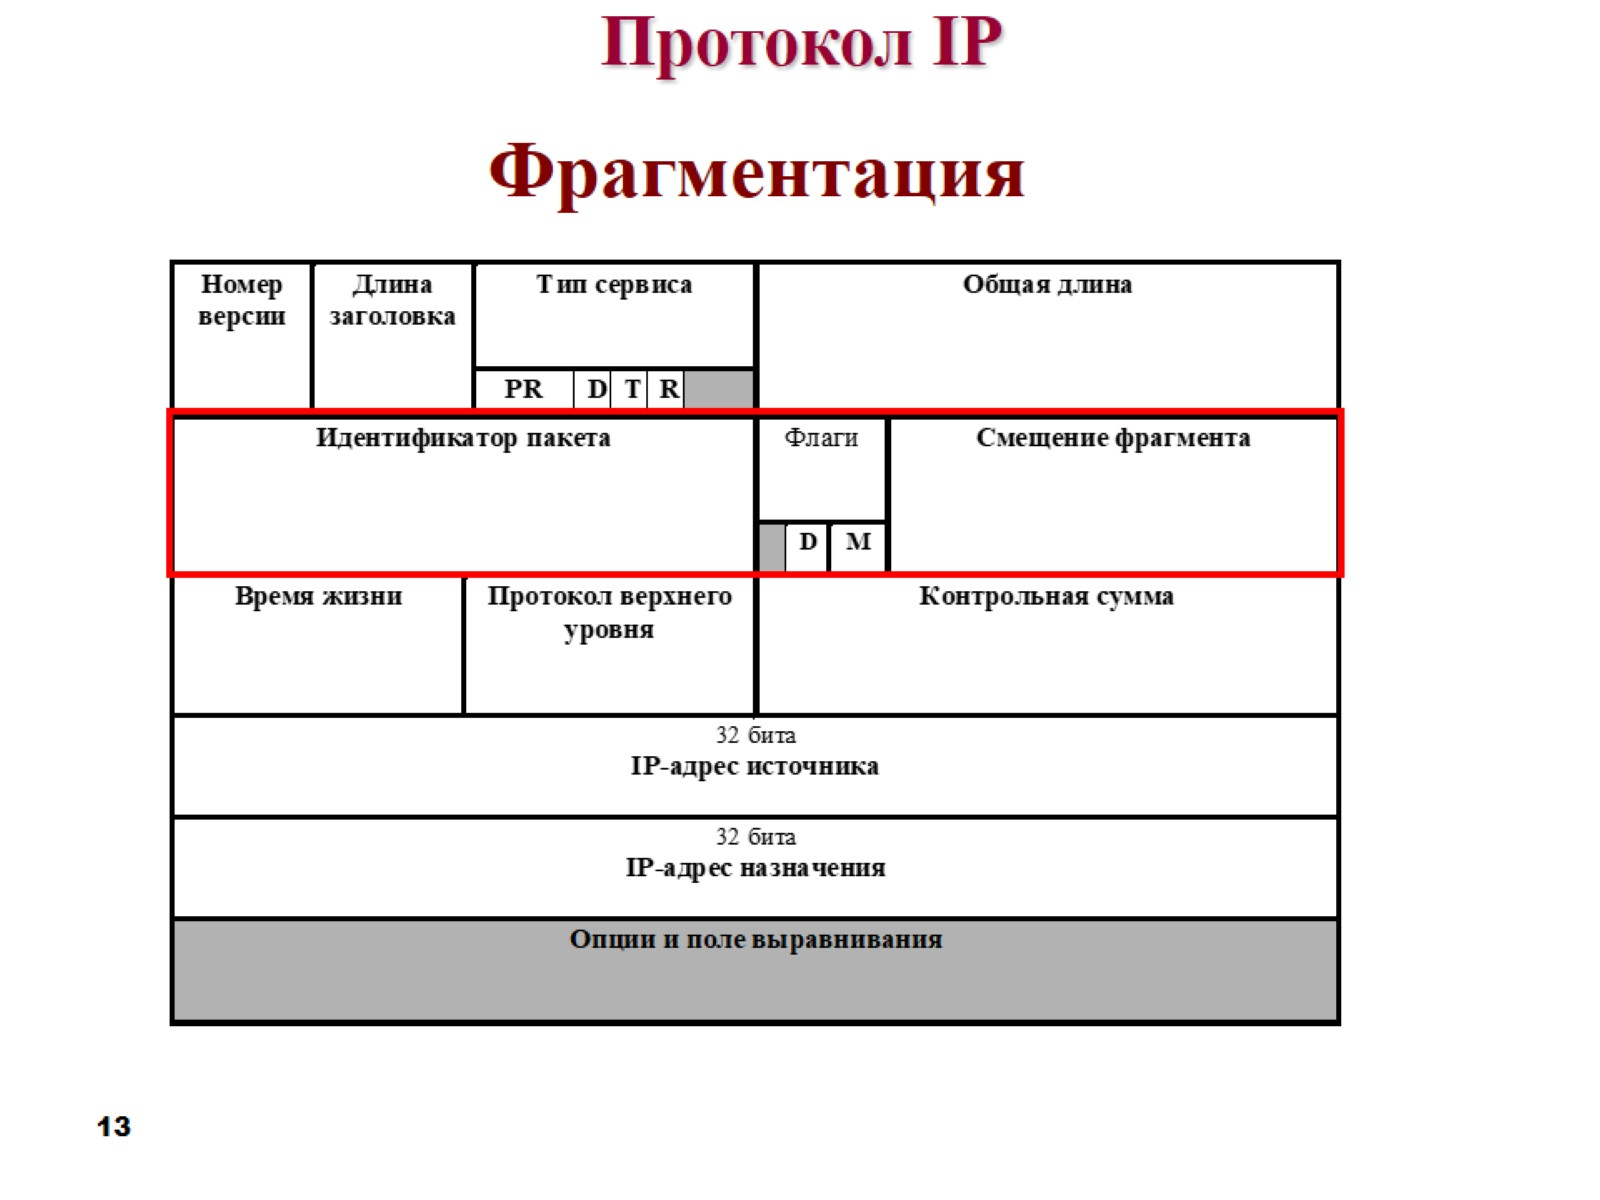 Протокол IP
Фрагментация
Номер версии
Длина заголовка
Тип сервиса
Общая длина
PR D T R
Идентификатор пакета
Флаги
Смещение фрагмента
D M
Время жизни
Протокол верхнего уровня
Контрольная сумма
32 бита
IP-адрес источника
32 бита
IP-адрес назначения
Опции и поле выравнивания
13